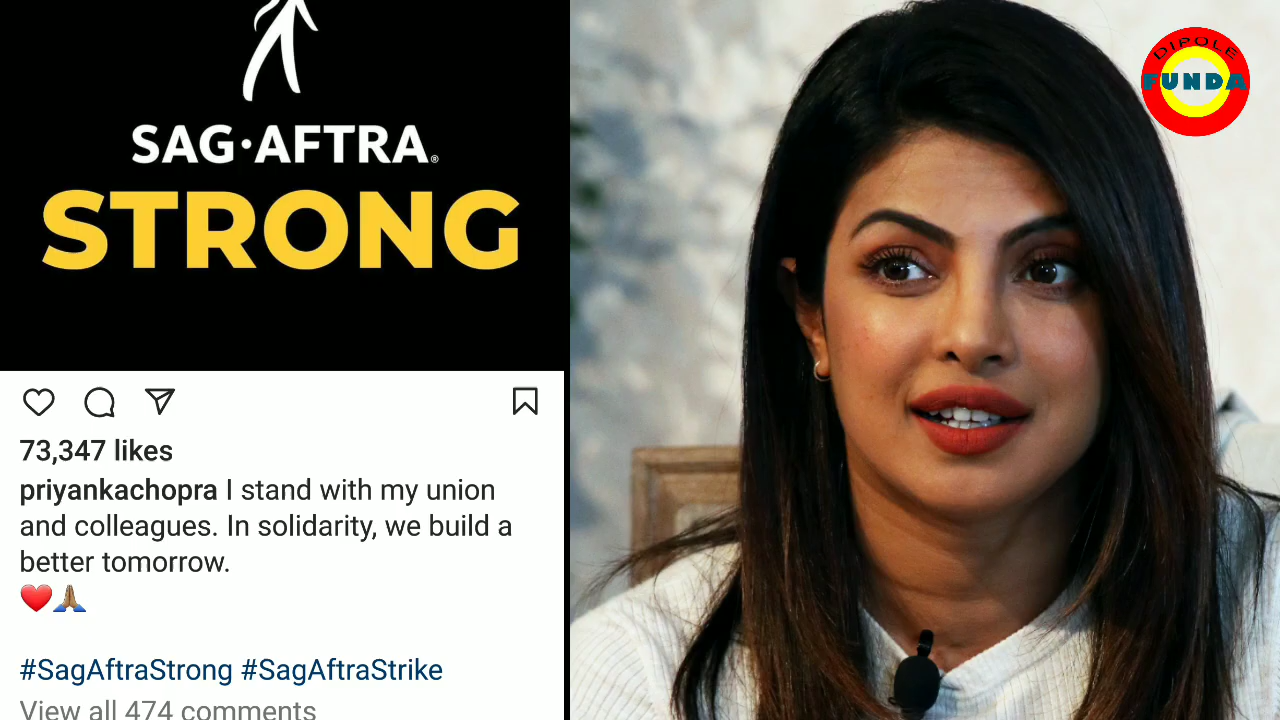 SAG·AFTRA®
STRONG
73,347 likes
priyankachopra I stand with my union
and colleagues. In solidarity, we build a
better tomorrow.
❤️🙏🏽
#SagAftraStrong #SagAftraStrike
View all 474 comments
DIPOLE
FUNDA